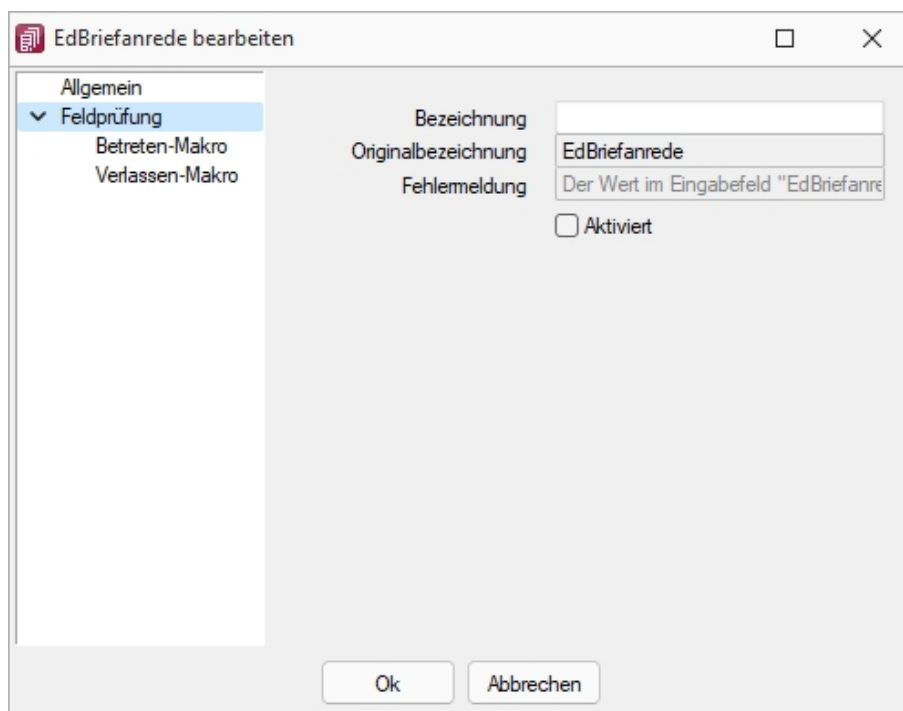 EdBriefanrede bearbeiten
Allgemein
Feldprüfung
Betreten-Makro
Verlassen-Makro
Bezeichnung
Originalbezeichnung EdBriefanrede
Fehlermeldung Der Wert im Eingabefeld "EdBriefanre
Aktiviert
Ok Abbrechen